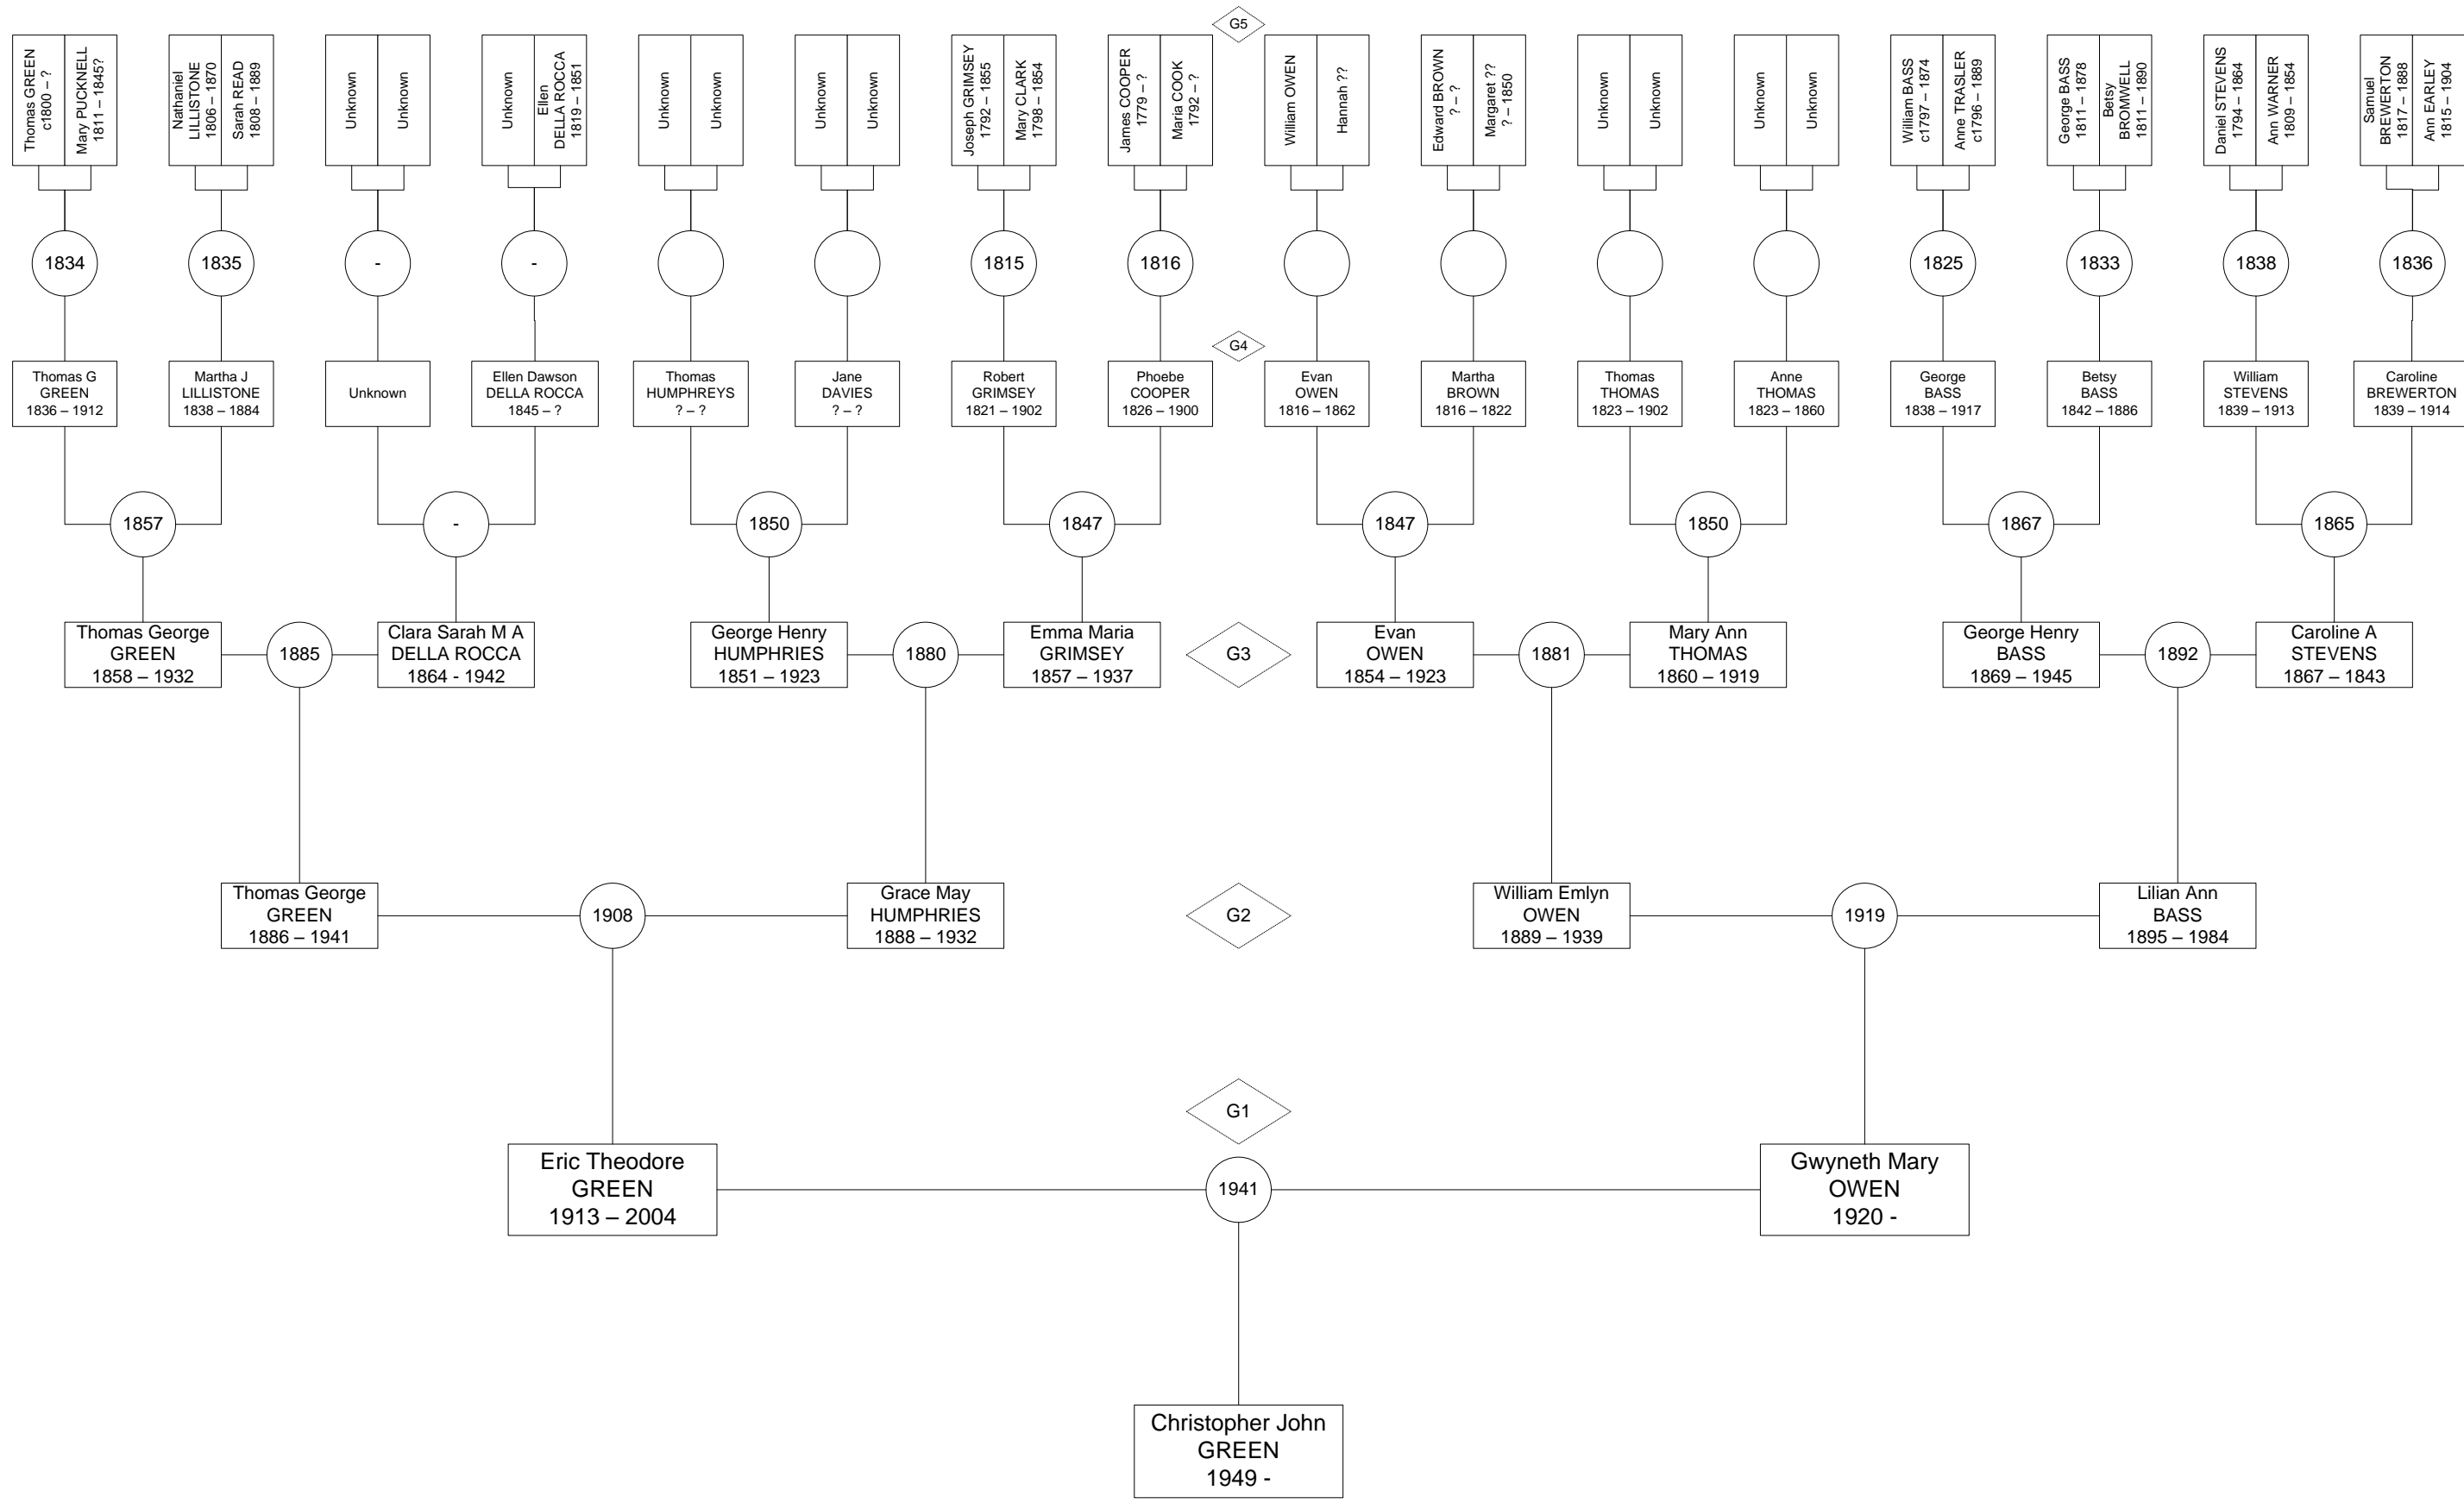 G5
Thomas GREEN
c1800 – ?
Mary PUCKNELL
1811 – 1845?
Nathaniel
LILLISTONE
1806 – 1870
Sarah READ
1808 – 1889
Unknown
Unknown
Unknown
Ellen
DELLA ROCCA
1819 – 1851
Unknown
Unknown
Unknown
Unknown
Joseph GRIMSEY
1792 – 1855
Mary CLARK
1798 – 1854
James COOPER
1779 – ?
Maria COOK
1792 – ?
William OWEN
Hannah ??
Edward BROWN
? – ?
Margaret ??
? – 1850
Unknown
Unknown
Unknown
Unknown
William BASS
c1797 – 1874
Anne TRASLER
c1796 – 1889
George BASS
1811 – 1878
Betsy
BROMWELL
1811 – 1890
Daniel STEVENS
1794 – 1864
Ann WARNER
1809 – 1854
Samuel
BREWERTON
1817 – 1888
Ann EARLEY
1815 – 1904
1834
1835
-
-
1815
1816
1825
1833
1838
1836
G4
Thomas G
GREEN
1836 – 1912
Martha J
LILLISTONE
1838 – 1884
Unknown
Ellen Dawson
DELLA ROCCA
1845 – ?
Thomas
HUMPHREYS
? – ?
Jane
DAVIES
? – ?
Robert
GRIMSEY
1821 – 1902
Phoebe
COOPER
1826 – 1900
Evan
OWEN
1816 – 1862
Martha
BROWN
1816 – 1822
Thomas
THOMAS
1823 – 1902
Anne
THOMAS
1823 – 1860
George
BASS
1838 – 1917
Betsy
BASS
1842 – 1886
William
STEVENS
1839 – 1913
Caroline
BREWERTON
1839 – 1914
1857
-
1850
1847
1847
1850
1867
1865
Thomas George
GREEN
1858 – 1932
1885
Clara Sarah M A
DELLA ROCCA
1864 - 1942
George Henry
HUMPHRIES
1851 – 1923
1880
Emma Maria
GRIMSEY
1857 – 1937
G3
Evan
OWEN
1854 – 1923
1881
Mary Ann
THOMAS
1860 – 1919
George Henry
BASS
1869 – 1945
1892
Caroline A
STEVENS
1867 – 1843
Thomas George
GREEN
1886 – 1941
1908
Grace May
HUMPHRIES
1888 – 1932
G2
William Emlyn
OWEN
1889 – 1939
1919
Lilian Ann
BASS
1895 – 1984
G1
Eric Theodore
GREEN
1913 – 2004
1941
Gwyneth Mary
OWEN
1920 -
Christopher John
GREEN
1949 -